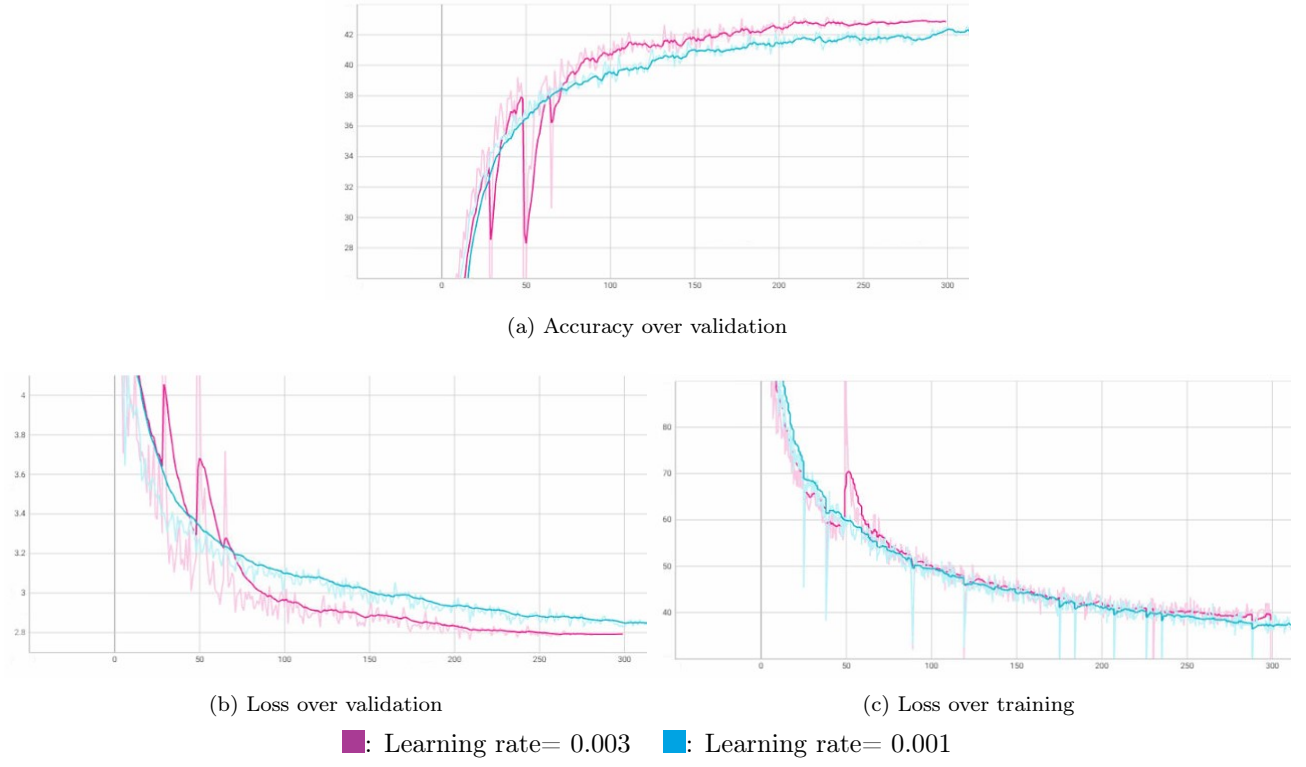 42
40
38
36
34
32
30
28
0 50 100 150 200 250 300
(a) Accuracy over validation
4
3.8
3.6
3.4
3.2
3
2.8
0 50 100 150 200 250 300
(b) Loss over validation
80
70
60
50
40
0 50 100 150 200 250 300
(c) Loss over training
: Learning rate= 0.003 : Learning rate= 0.001